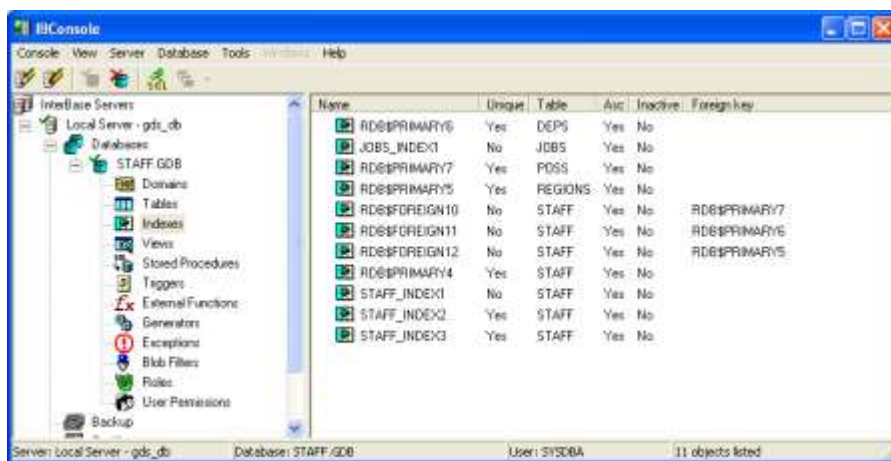 IBConsole
Console View Server Database Tools Windows Help
SQL
InterBase Servers
Local Server - gds_db
Databases
STAFF.GDB
Domains
Tables
Indexes
Views
Stored Procedures
Triggers
External Functions
Generators
Exceptions
Blob Filters
Roles
User Permissions
Backup
Name Unique Table Asc Inactive Foreign key
RDB$PRIMARY6 Yes DEPS Yes No
JOBS_INDEX1 No JOBS Yes No
RDB$PRIMARY7 Yes POSS Yes No
RDB$PRIMARY5 Yes REGIONS Yes No
RDB$FOREIGN10 No STAFF Yes No RDB$PRIMARY7
RDB$FOREIGN11 No STAFF Yes No RDB$PRIMARY6
RDB$FOREIGN12 No STAFF Yes No RDB$PRIMARY5
RDB$PRIMARY4 Yes STAFF Yes No
STAFF_INDEX1 No STAFF Yes No
STAFF_INDEX2 Yes STAFF Yes No
STAFF_INDEX3 Yes STAFF Yes No
Server: Local Server - gds_db Database: STAFF.GDB User: SYSDBA 11 objects listed